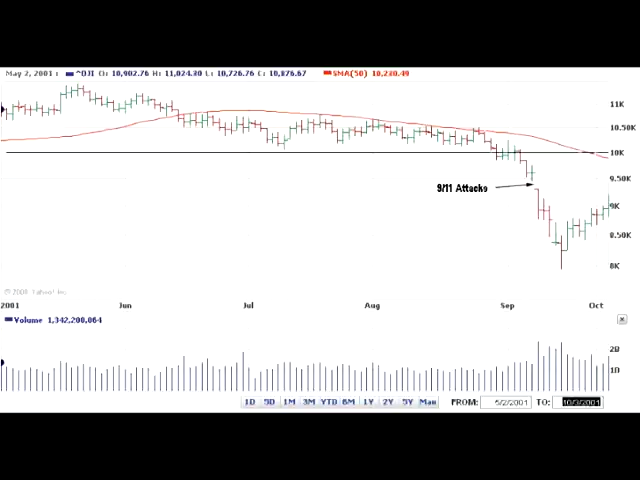 May 2, 2001 : ^DJI O: 10,902.76 H: 11,024.30 L: 10,726.76 C: 10,876.67 SMA(50) 10,230.49
11K
10.50K
10K
9.50K
9/11 Attacks
9K
8.50K
8K
© 2008 Yahoo! Inc.
2001 Jun Jul Aug Sep Oct
Volume 1,342,200,064
2B
1B
1D 5D 1M 3M YTD 6M 1Y 2Y 5Y Max FROM: 5/2/2001 TO: 10/3/2001